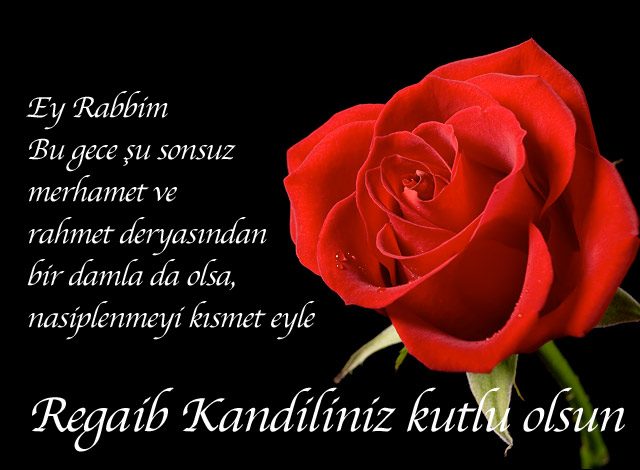 Ey Rabbim
Bu gece şu sonsuz
merhamet ve
rahmet deryasından
bir damla da olsa,
nasiplenmeyi kısmet eyle
Regaib Kandiliniz kutlu olsun